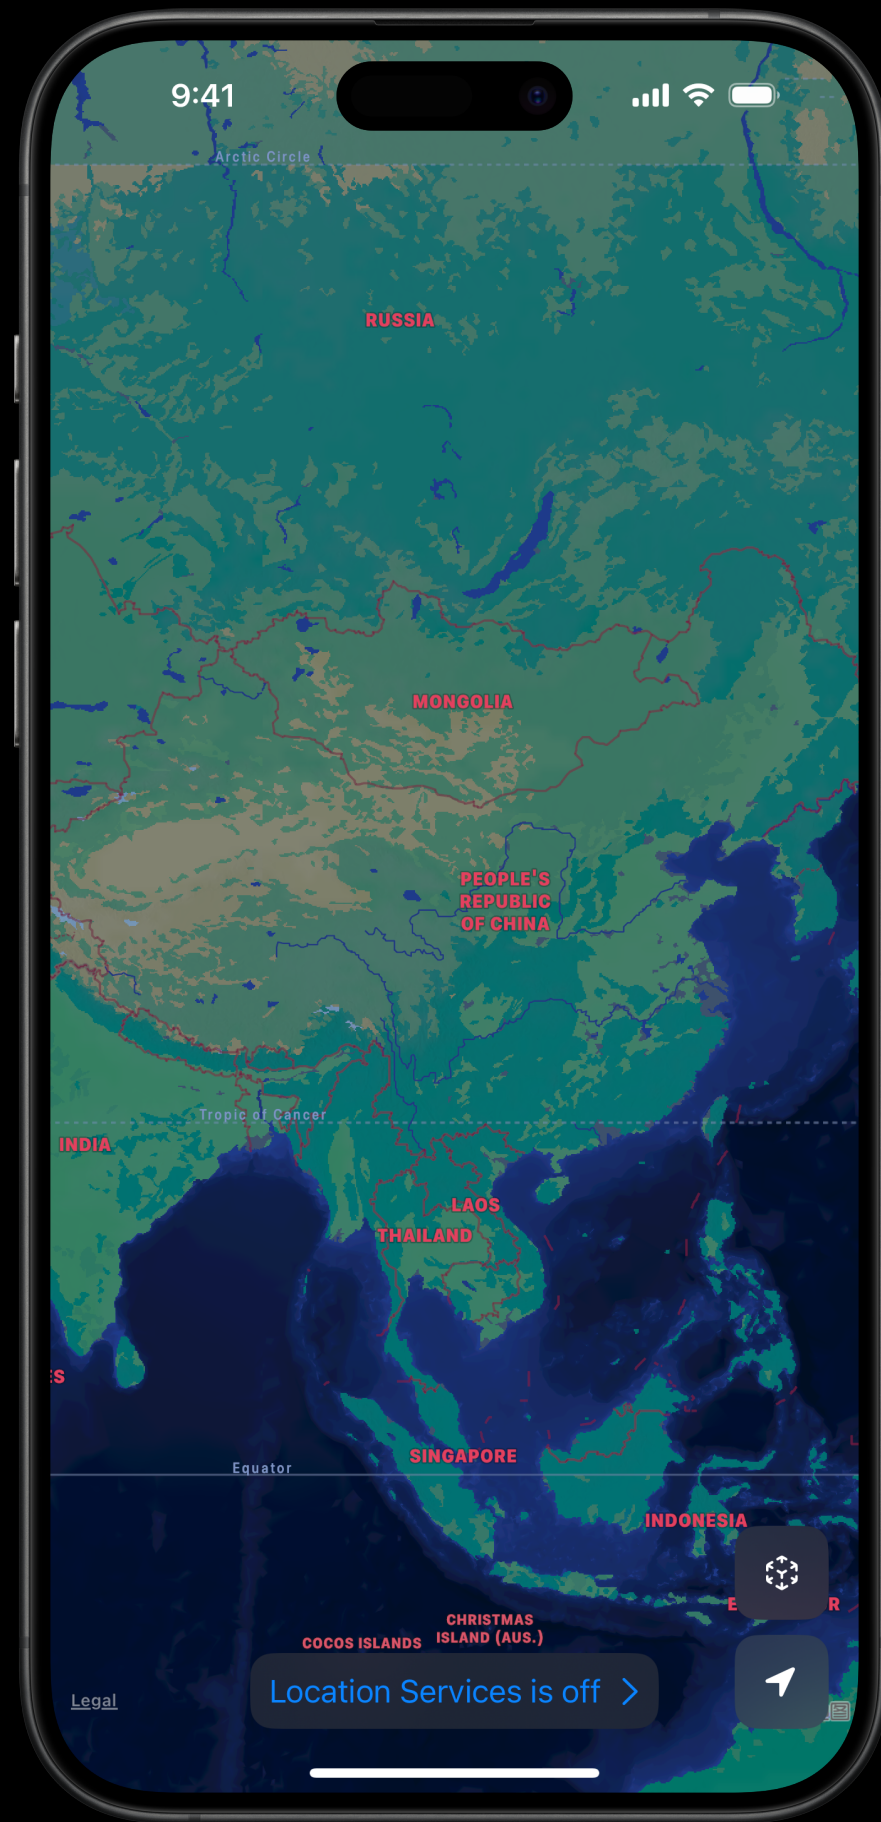 9:41
Arctic Circle
RUSSIA
MONGOLIA
PEOPLE'S
REPUBLIC
OF CHINA
Tropic of Cancer
INDIA
LAOS
THAILAND
ES
SINGAPORE
Equator
INDONESIA
CHRISTMAS
ISLAND (AUS.)
COCOS ISLANDS
Location Services is off
Legal